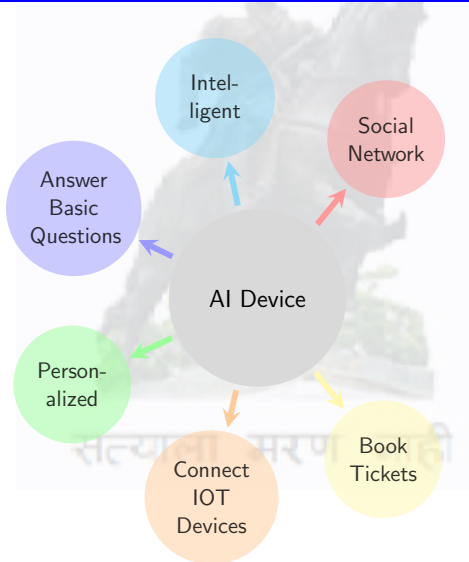 Intel-
ligent
Social
Network
Answer
Basic
Questions
AI Device
Person-
alized
Connect
IOT
Devices
Book
Tickets
सत्याला मरण नाही